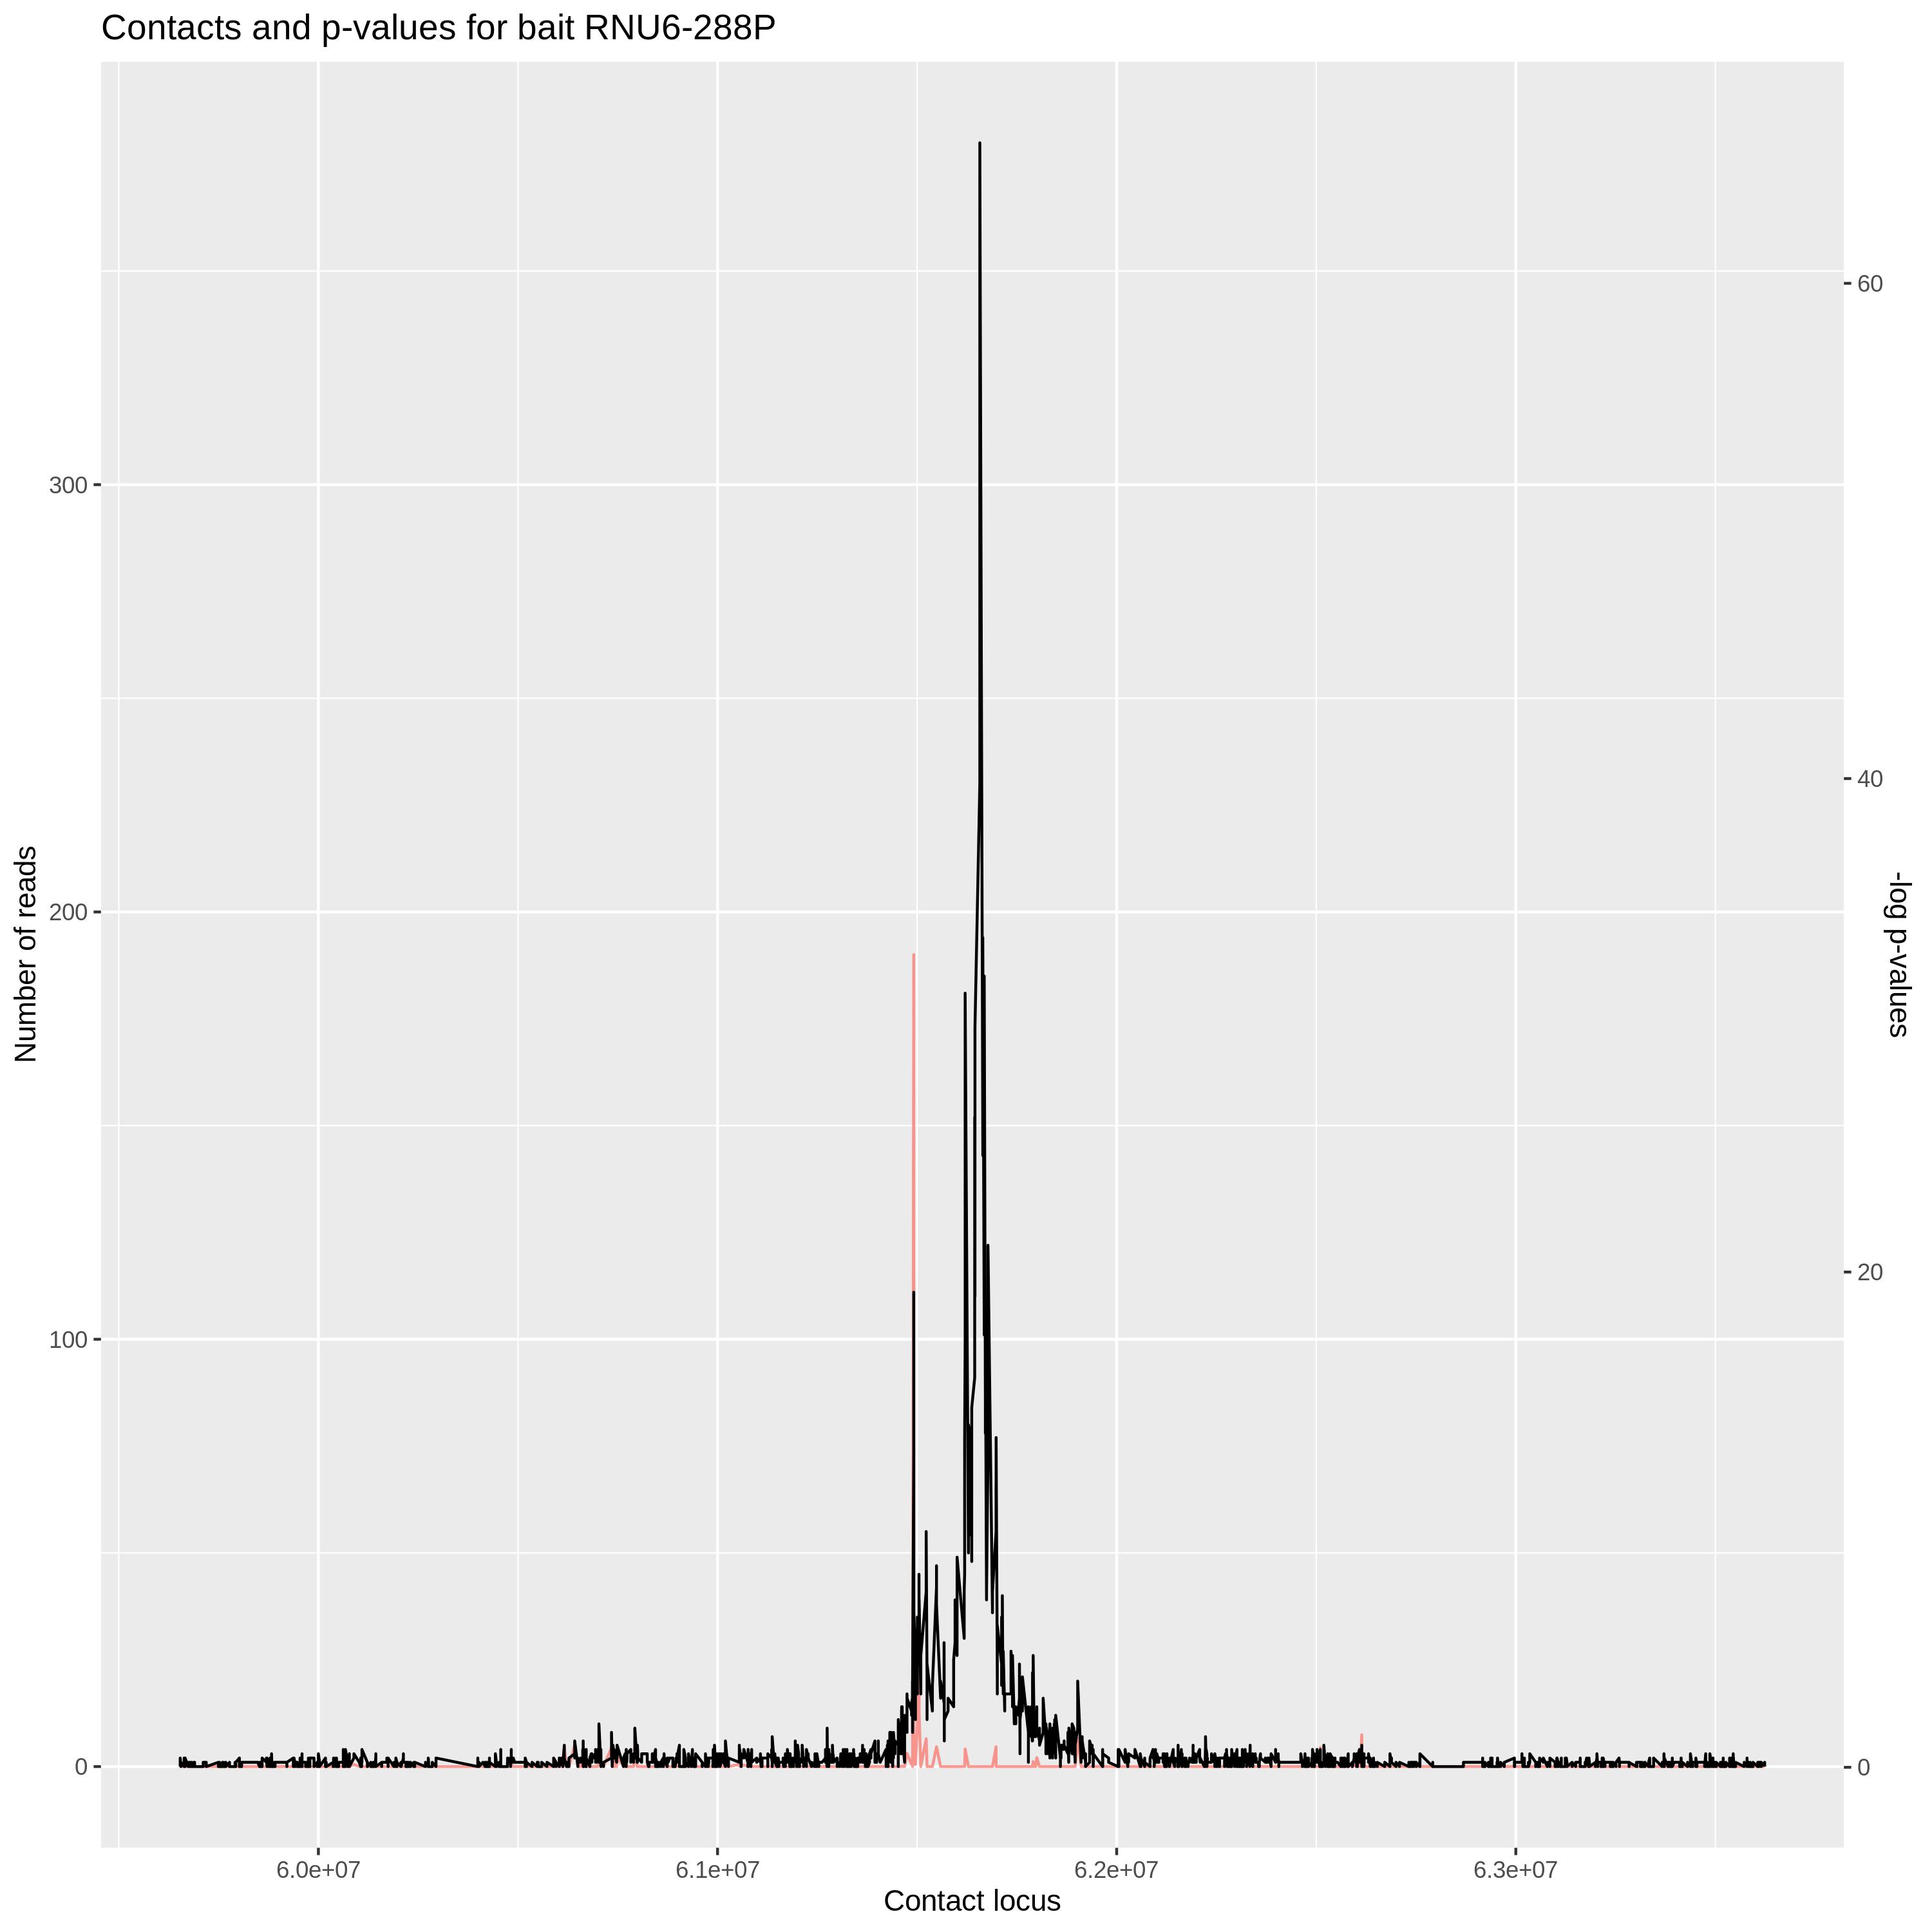 Contacts and p-values for bait RNU6-288P
300
200
100
0
60
40
20
0
Number of reads
-log p-values
6.0e+07
6.1e+07
6.2e+07
6.3e+07
Contact locus